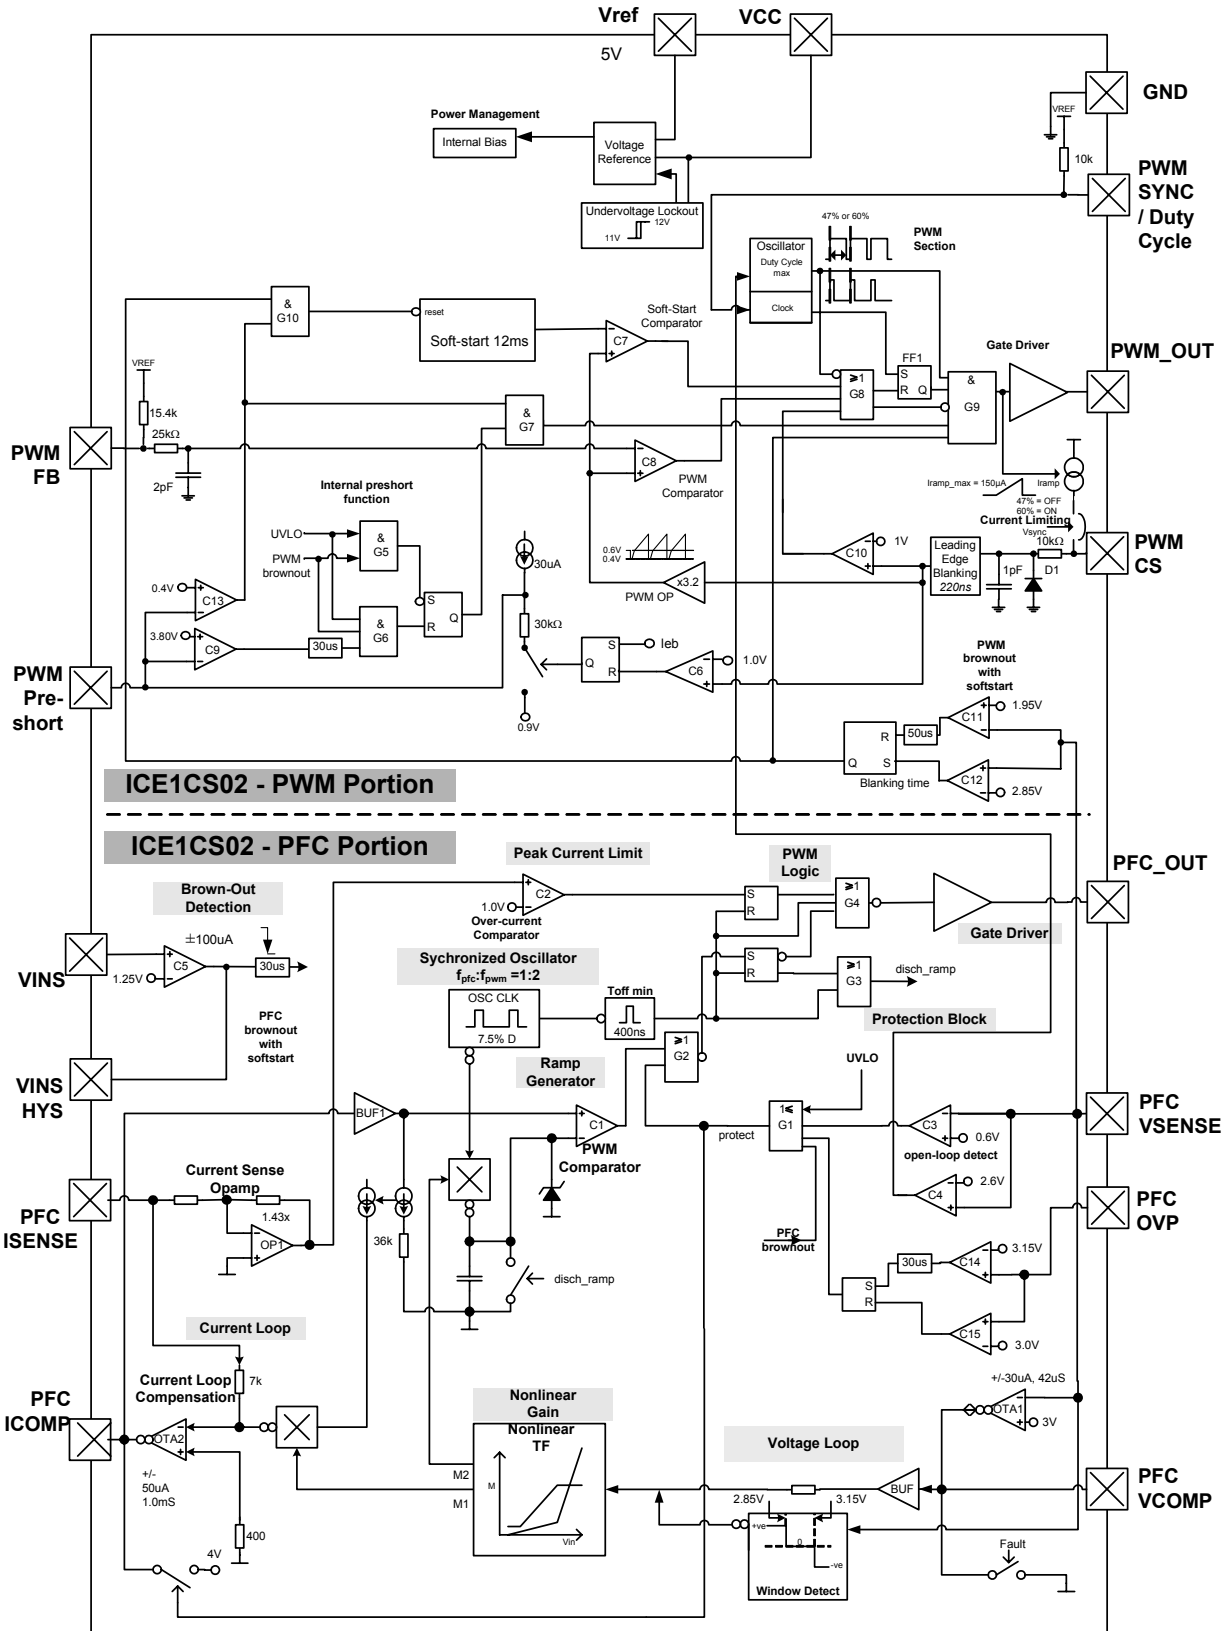 Vref
VCC
5V
GND
VREF
10k
PWM
SYNC
/ Duty
Cycle
Power Management
Internal Bias
Voltage
Reference
Undervoltage Lockout
12V
11V
47% or 60%
PWM
Section
Oscillator
Duty Cycle
max
Clock
&
G10
reset
Soft-start 12ms
Soft-Start
Comparator
C7
FF1
Gate Driver
PWM_OUT
VREF
15.4k
25kΩ
2pF
PWM
FB
&
G7
≥1
G8
S
R Q
&
G9
C8
PWM
Comparator
Iramp_max = 150µA
Iramp
47% = OFF
60% = ON
Current Limiting
Vsync
10kΩ
Internal preshort
function
UVLO
PWM
brownout
&
G5
0.6V
0.4V
x3.2
PWM OP
C10
1V
Leading
Edge
Blanking
220ns
1pF
D1
PWM
CS
30uA
30kΩ
0.4V
C13
3.80V
C9
30us
&
G6
S
R
Q
PWM
Pre-
short
S
Q
R
leb
C6
1.0V
0.9V
PWM
brownout
with
softstart
C11
1.95V
50us
R
Q
S
Blanking time
C12
2.85V
ICE1CS02 - PWM Portion
ICE1CS02 - PFC Portion
Brown-Out
Detection
±100uA
VINS
1.25V
C5
30us
PFC
brownout
with
softstart
VINS
HYS
Peak Current Limit
C2
1.0V
Over-current
Comparator
Sychronized Oscillator
fpfc:fpwm =1:2
OSC CLK
7.5% D
Toff min
400ns
PWM
Logic
S
R
S
R
≥1
G4
PFC_OUT
Gate Driver
≥1
G3
disch_ramp
≥1
G2
Protection Block
UVLO
Ramp
Generator
BUF1
C1
PWM
Comparator
protect
1≤
G1
C3
0.6V
open-loop detect
PFC
VSENSE
C4
2.6V
PFC
OVP
PFC
brownout
Current Sense
Opamp
1.43x
OP1
PFC
ISENSE
36k
disch_ramp
S
R
30us
C14
3.15V
C15
3.0V
Current Loop
7k
Current Loop
Compensation
PFC
ICOMP
OTA2
+/-
50uA
1.0mS
400
4V
Nonlinear
Gain
Nonlinear
TF
M
Vin
M2
M1
+/-30uA, 42uS
OTA1
3V
Voltage Loop
BUF
PFC
VCOMP
2.85V
3.15V
+ve
0
-ve
Window Detect
Fault